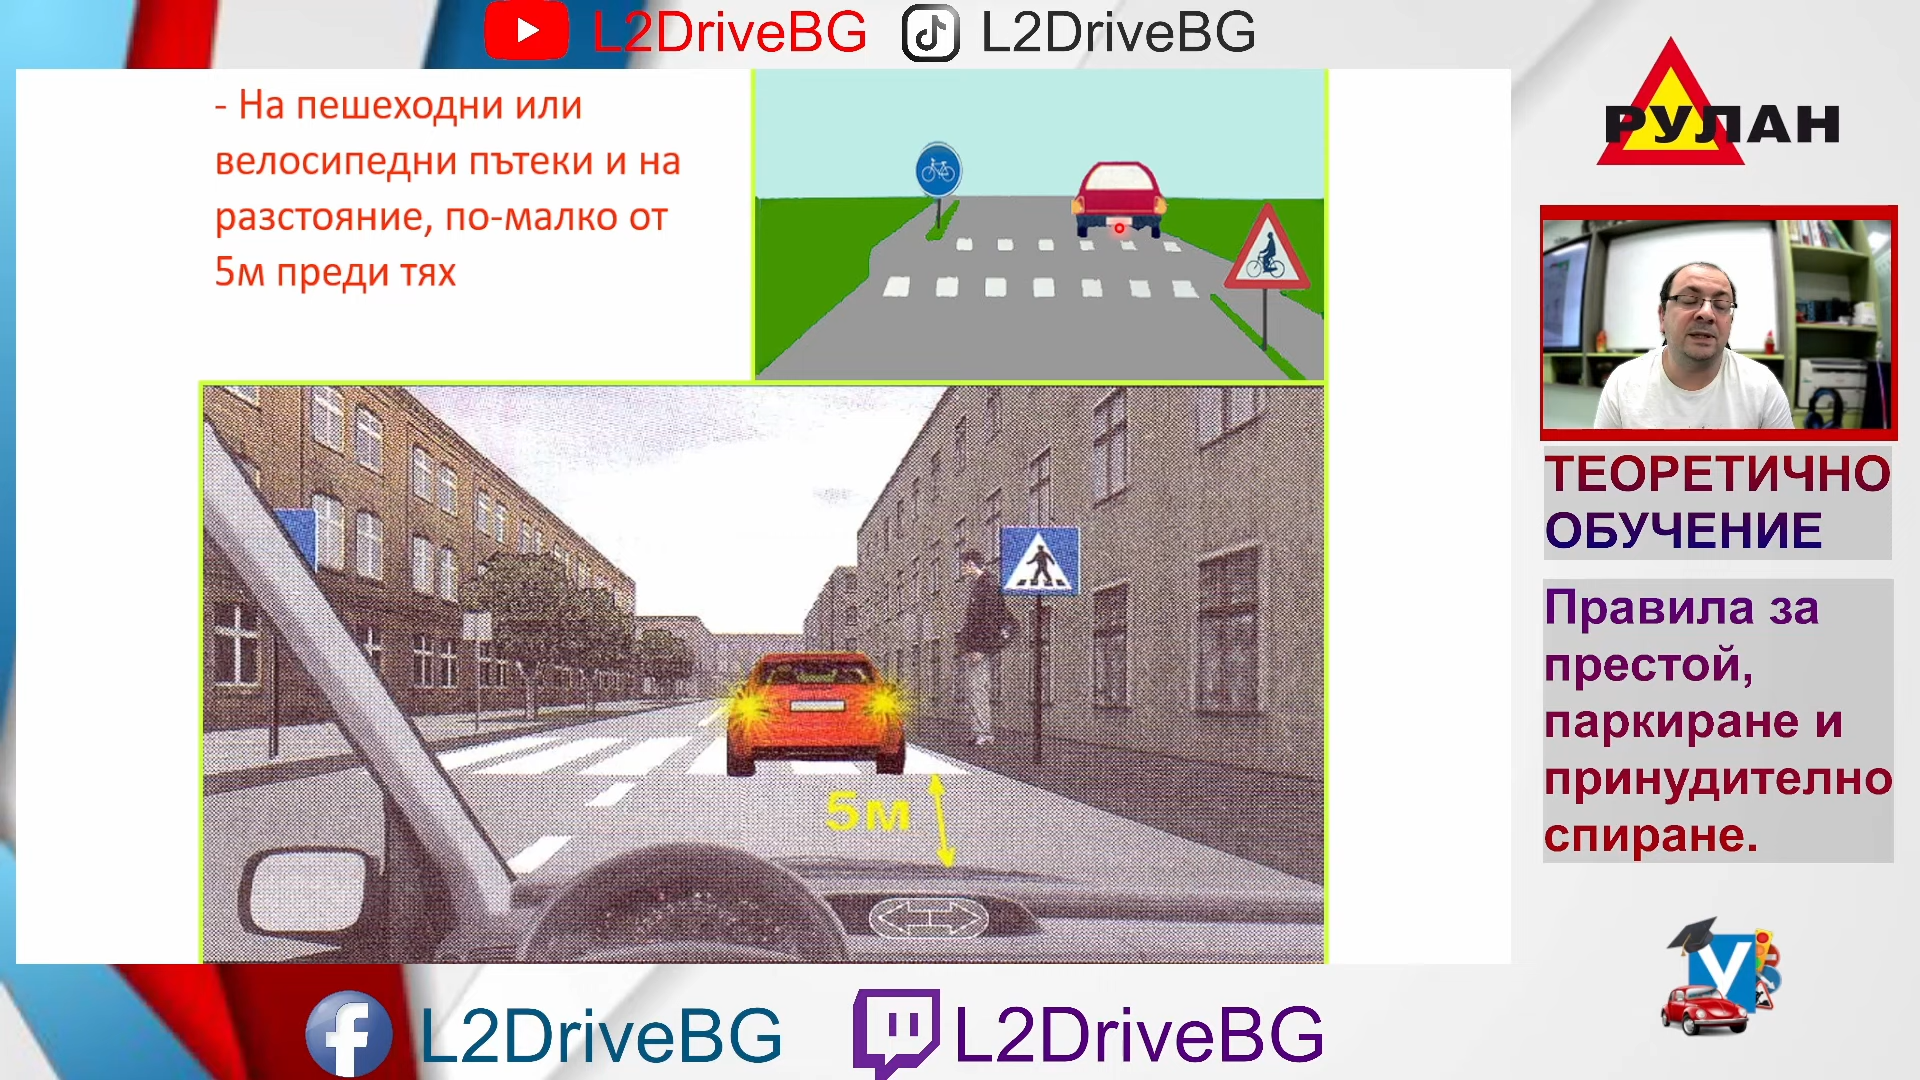 L2DriveBG L2DriveBG
- На пешеходни или
велосипедни пътеки и на
разстояние, по-малко от
5м преди тях
5м
РУЛАН
ТЕОРЕТИЧНО
ОБУЧЕНИЕ
Правила за
престой,
паркиране и
принудително
спиране.
У
L2DriveBG L2DriveBG